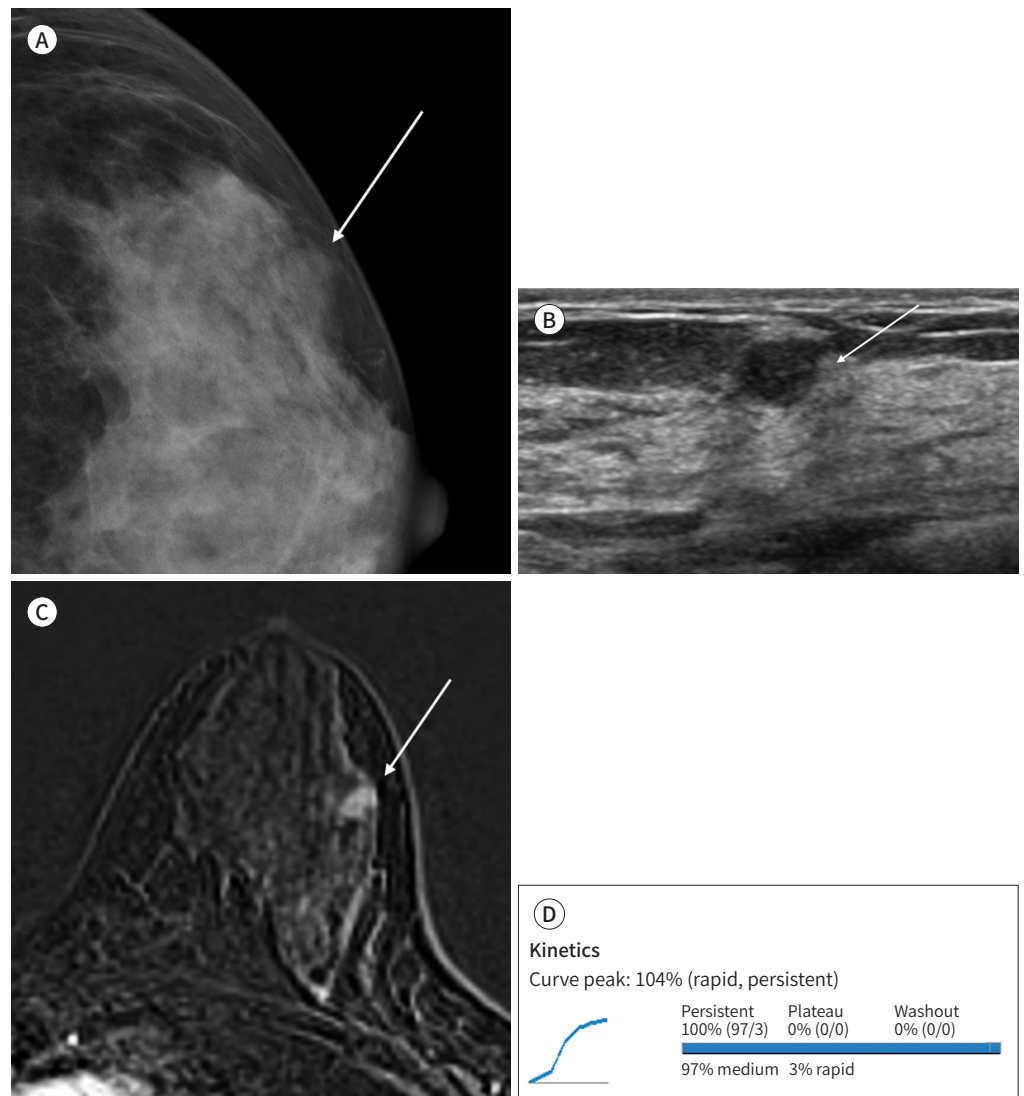 A
B
C
D
Kinetics
Curve peak: 104% (rapid, persistent)
Persistent Plateau Washout
100% (97/3) 0% (0/0) 0% (0/0)
97% medium 3% rapid